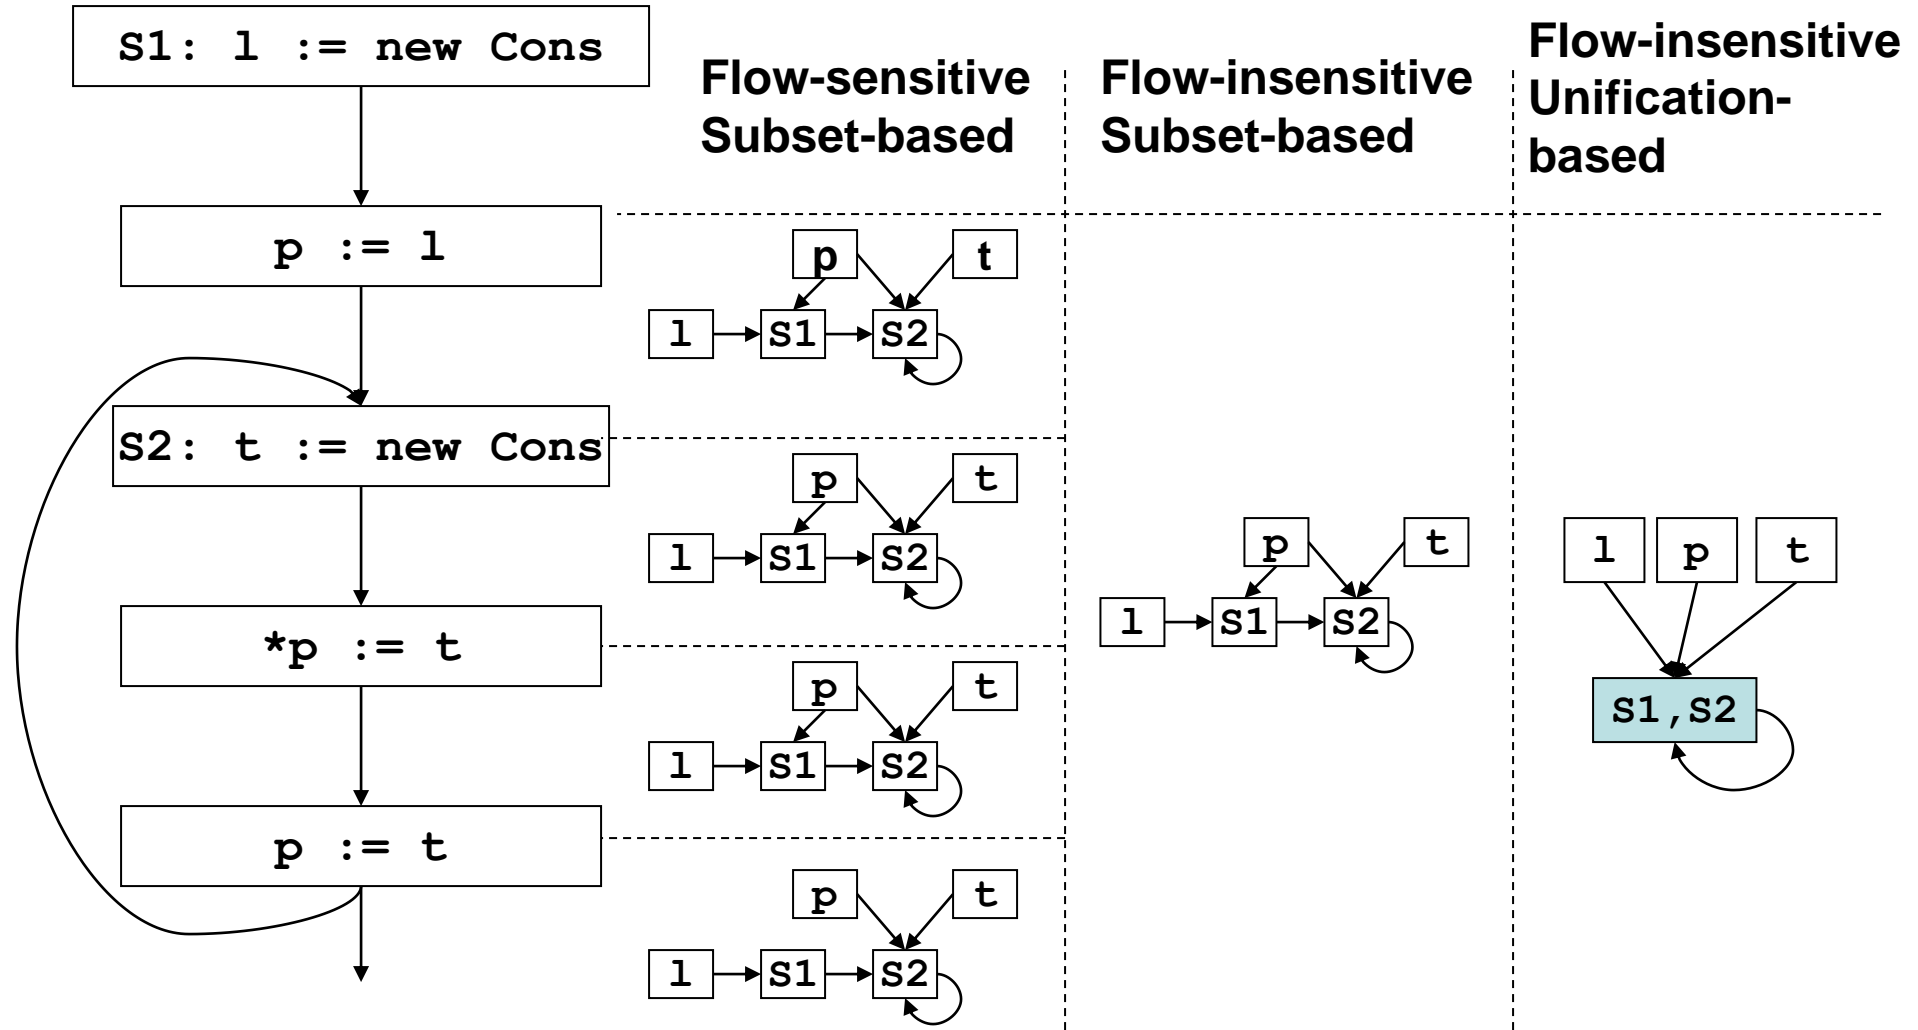 S1: l := new Cons
p := l
S2: t := new Cons
*p := t
p := t
Flow-sensitive
Subset-based
p t
l S1 S2
p t
l S1 S2
p t
l S1 S2
p t
l S1 S2
Flow-insensitive
Subset-based
p t
l S1 S2
Flow-insensitive
Unification-
based
l p t
S1,S2